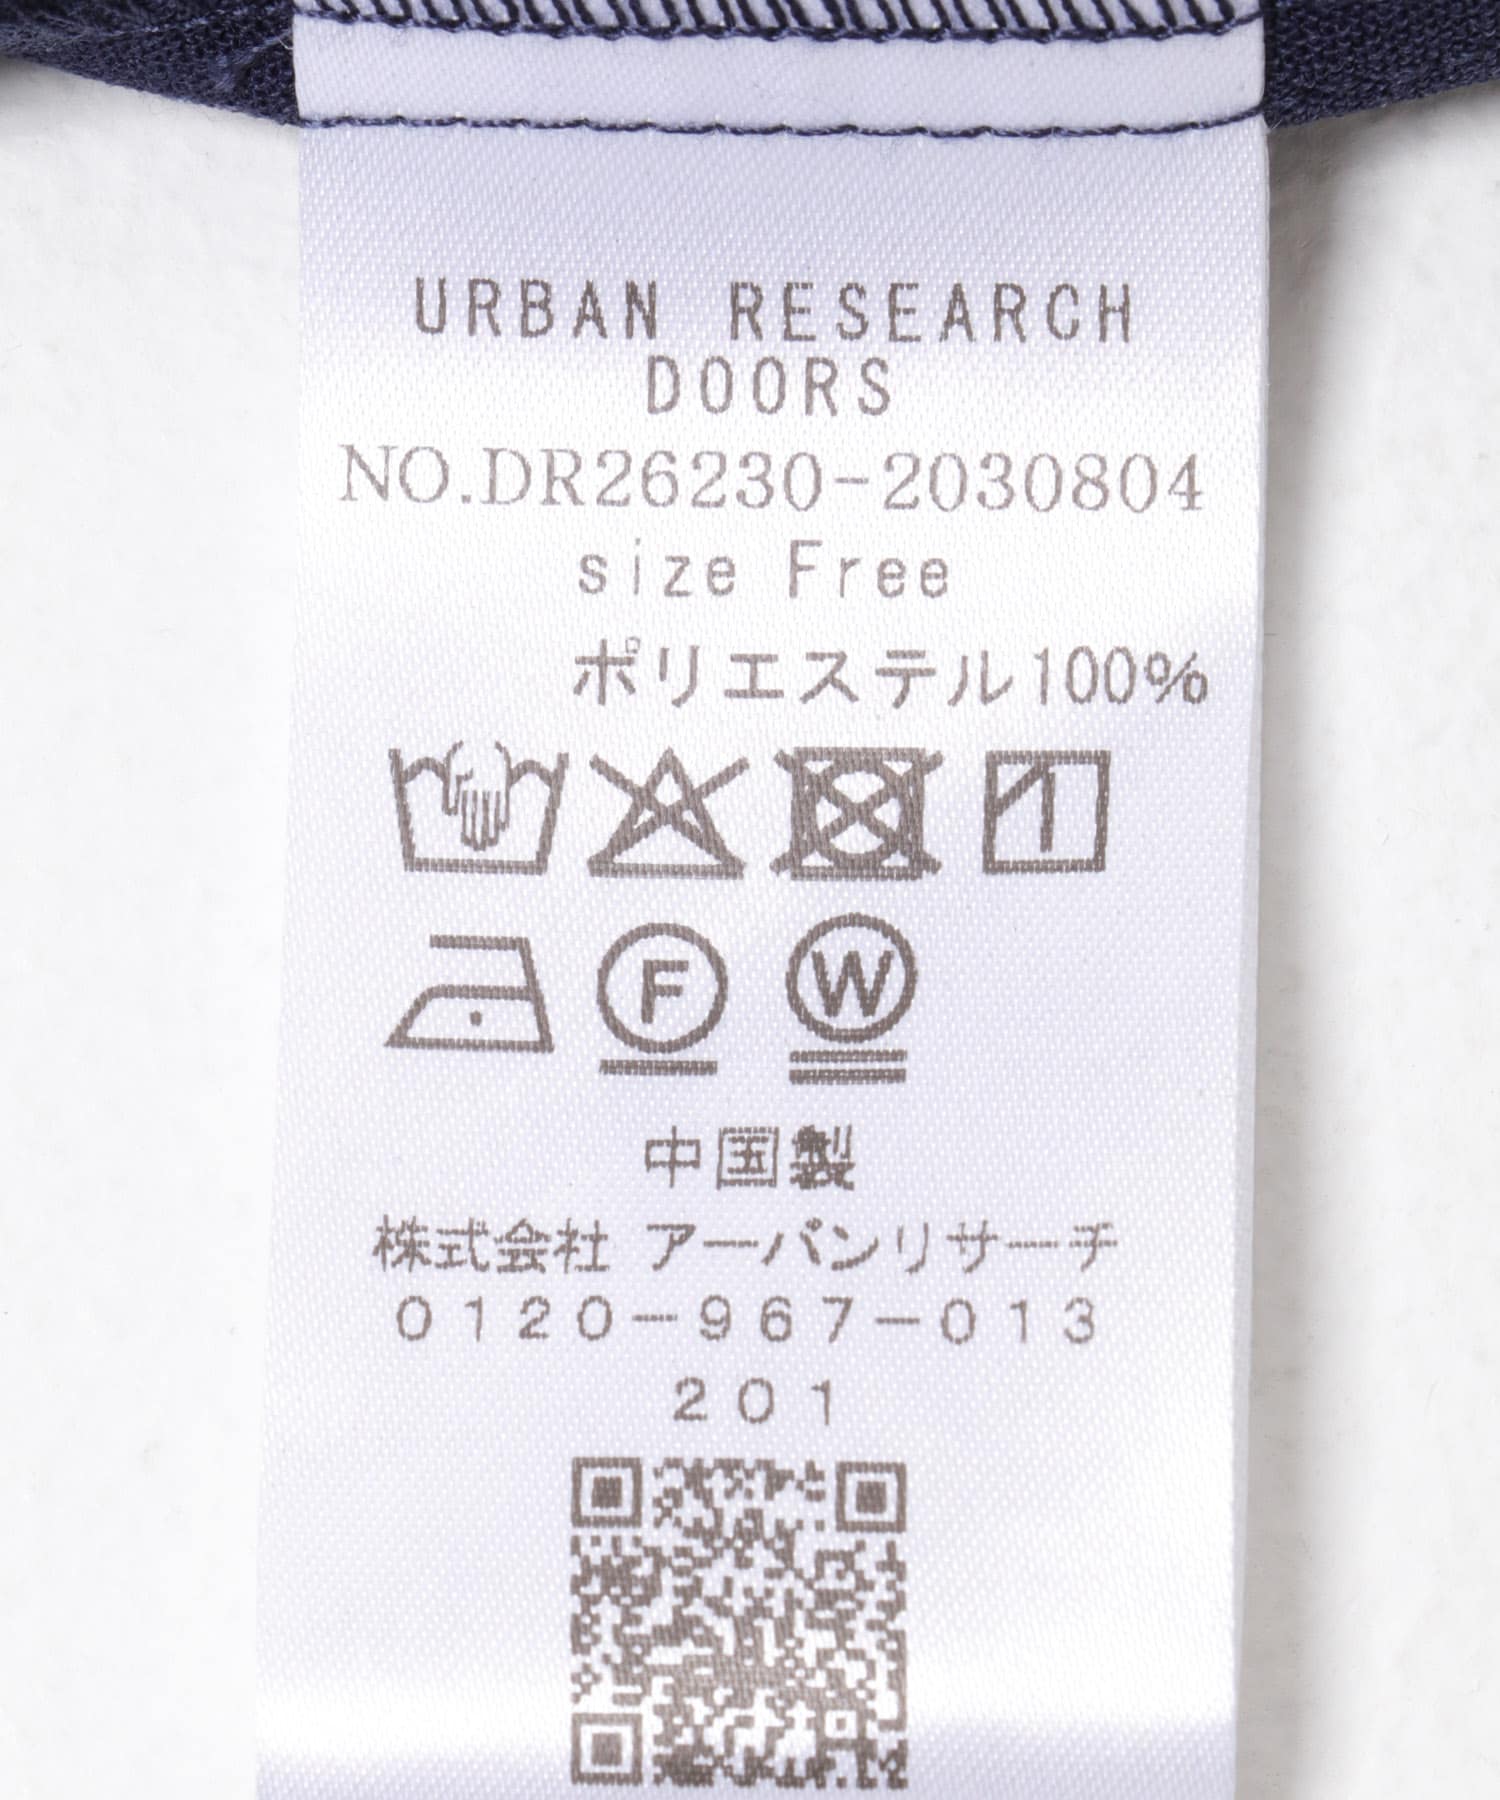 URBAN RESEARCH
DOORS
NO.DR26230-2030804
size Free
ポリエステル100%
F
W
中国製
株式会社 アーバンリサーチ
0120-967-013
201